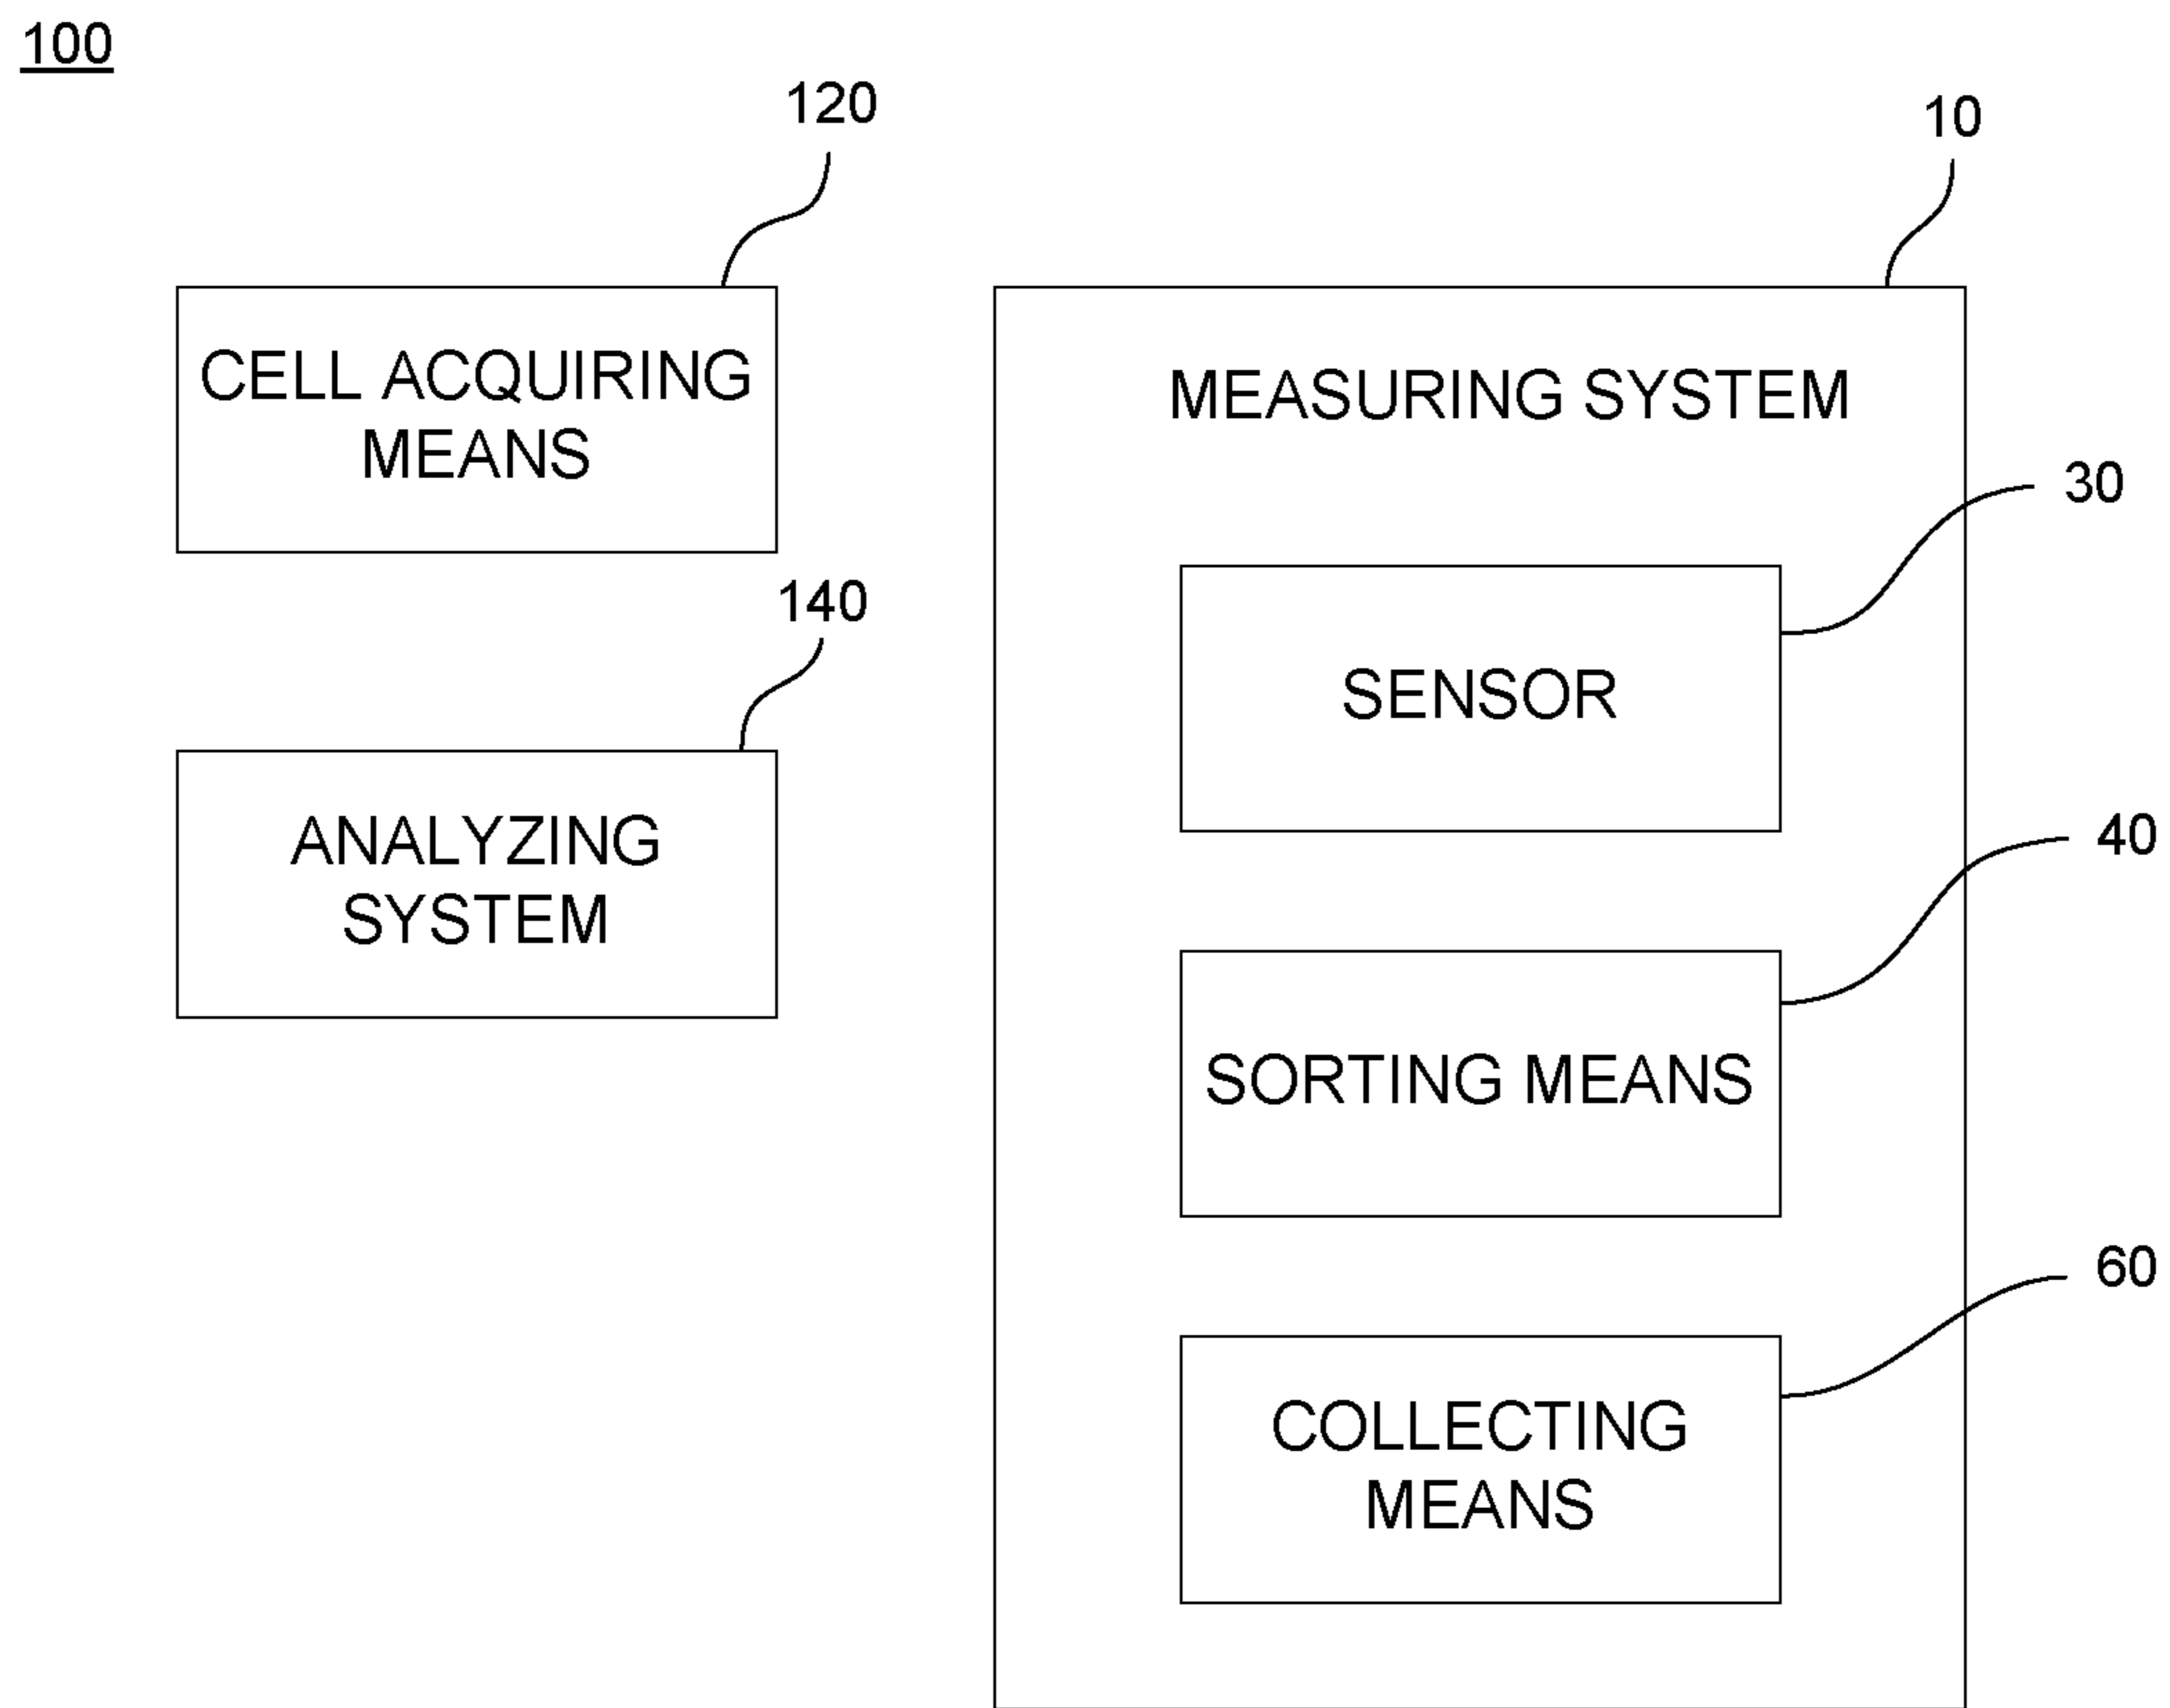 100
120
CELL ACQUIRING
MEANS
140
ANALYZING
SYSTEM
10
MEASURING SYSTEM
30
SENSOR
40
SORTING MEANS
60
COLLECTING
MEANS